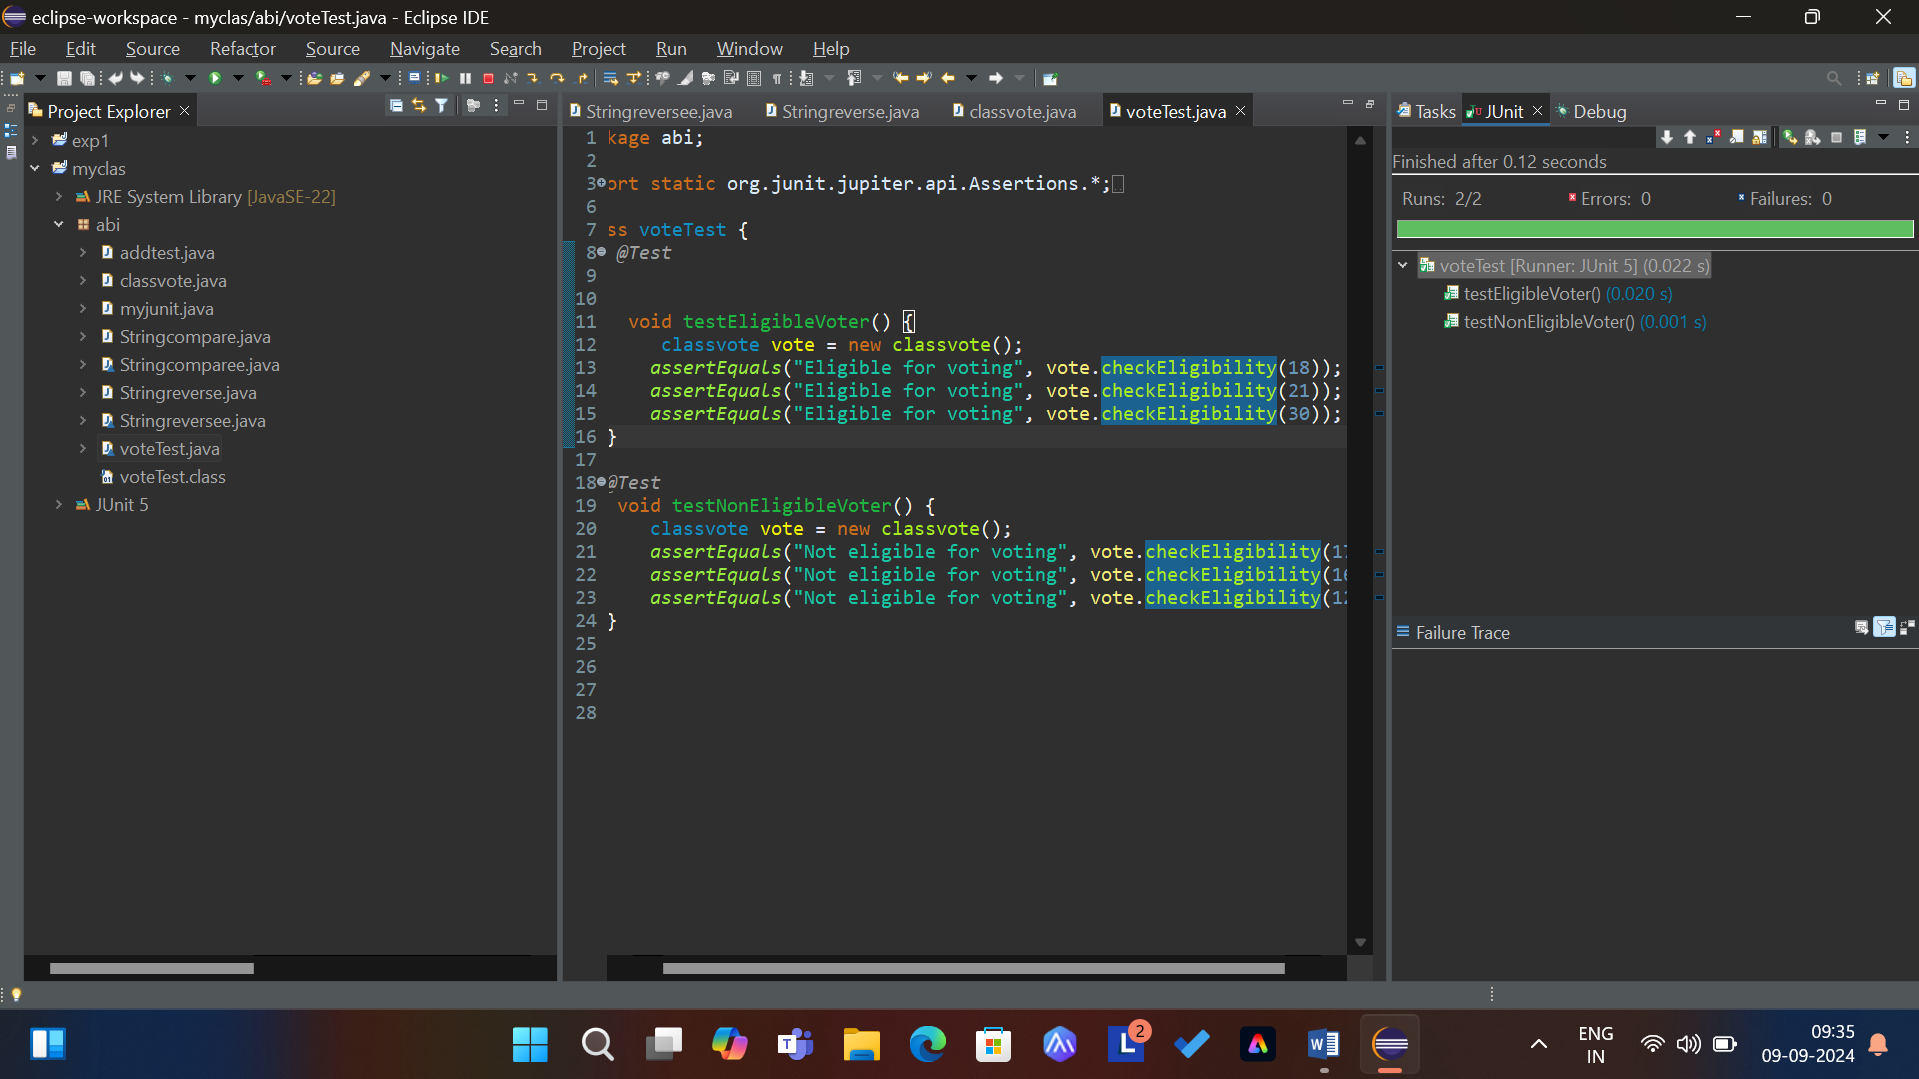 eclipse-workspace - myclas/abi/voteTest.java - Eclipse IDE
File Edit Source Refactor Source Navigate Search Project Run Window Help
Project Explorer
exp1
myclas
JRE System Library [JavaSE-22]
abi
addtest.java
classvote.java
myjunit.java
Stringcompare.java
Stringcomparee.java
Stringreverse.java
Stringreversee.java
voteTest.java
voteTest.class
JUnit 5
Stringreversee.java Stringreverse.java classvote.java voteTest.java
1 kage abi;
2
3 ort static org.junit.jupiter.api.Assertions.*;
6
7 ss voteTest {
8 @Test
9
10
11 void testEligibleVoter() {
12 classvote vote = new classvote();
13 assertEquals("Eligible for voting", vote.checkEligibility(18));
14 assertEquals("Eligible for voting", vote.checkEligibility(21));
15 assertEquals("Eligible for voting", vote.checkEligibility(30));
16 }
17
18 @Test
19 void testNonEligibleVoter() {
20 classvote vote = new classvote();
21 assertEquals("Not eligible for voting", vote.checkEligibility(17
22 assertEquals("Not eligible for voting", vote.checkEligibility(16
23 assertEquals("Not eligible for voting", vote.checkEligibility(12
24 }
25
26
27
28
Tasks JUnit Debug
Finished after 0.12 seconds
Runs: 2/2 Errors: 0 Failures: 0
voteTest [Runner: JUnit 5] (0.022 s)
testEligibleVoter() (0.020 s)
testNonEligibleVoter() (0.001 s)
Failure Trace
2
ENG
IN
09:35
09-09-2024